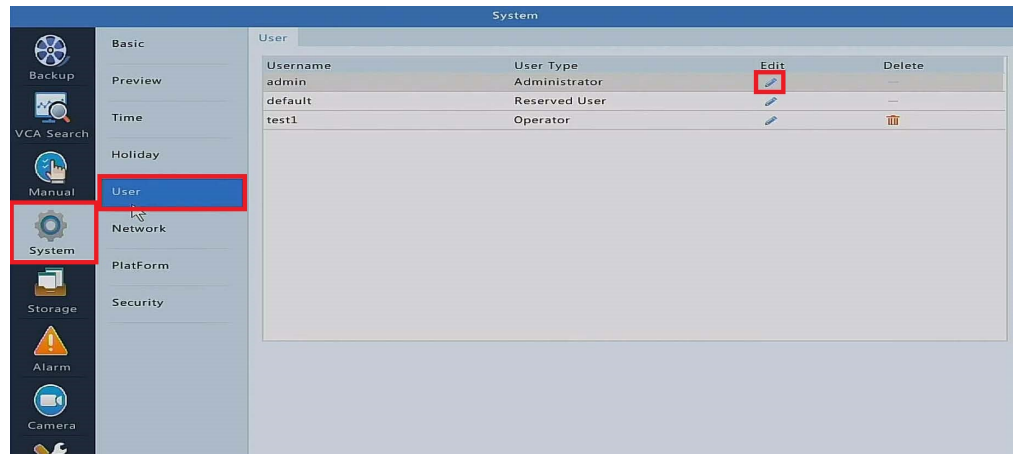 System
Backup
VCA Search
Manual
System
Storage
Alarm
Camera
Basic
Preview
Time
Holiday
User
Network
PlatForm
Security
User
Username User Type Edit Delete
admin Administrator —
default Reserved User —
test1 Operator